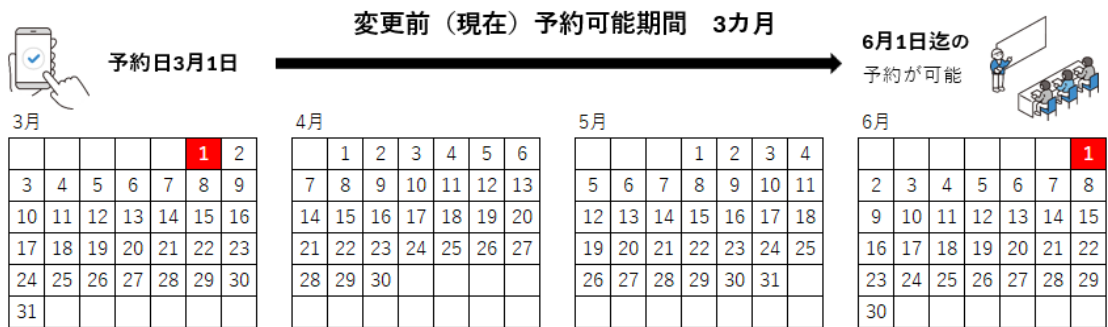 変更前（現在）予約可能期間　3カ月
予約日3月1日
6月1日迄の
予約が可能
3月
1 2
3 4 5 6 7 8 9
10 11 12 13 14 15 16
17 18 19 20 21 22 23
24 25 26 27 28 29 30
31
4月
1 2 3 4 5 6
7 8 9 10 11 12 13
14 15 16 17 18 19 20
21 22 23 24 25 26 27
28 29 30
5月
1 2 3 4
5 6 7 8 9 10 11
12 13 14 15 16 17 18
19 20 21 22 23 24 25
26 27 28 29 30 31
6月
1
2 3 4 5 6 7 8
9 10 11 12 13 14 15
16 17 18 19 20 21 22
23 24 25 26 27 28 29
30